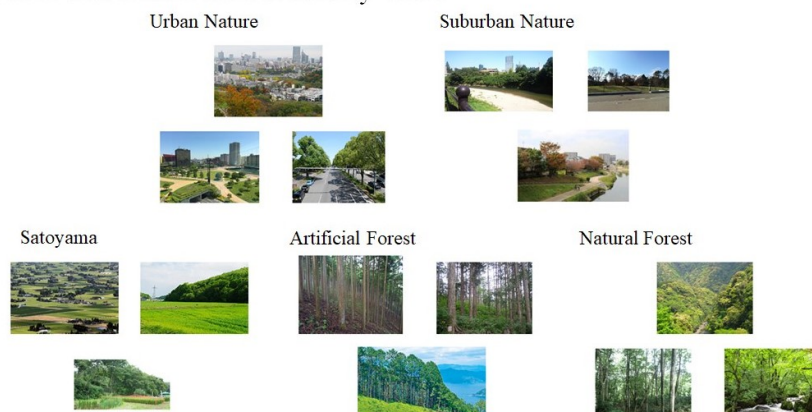 Urban Nature
Suburban Nature
Satoyama
Artificial Forest
Natural Forest